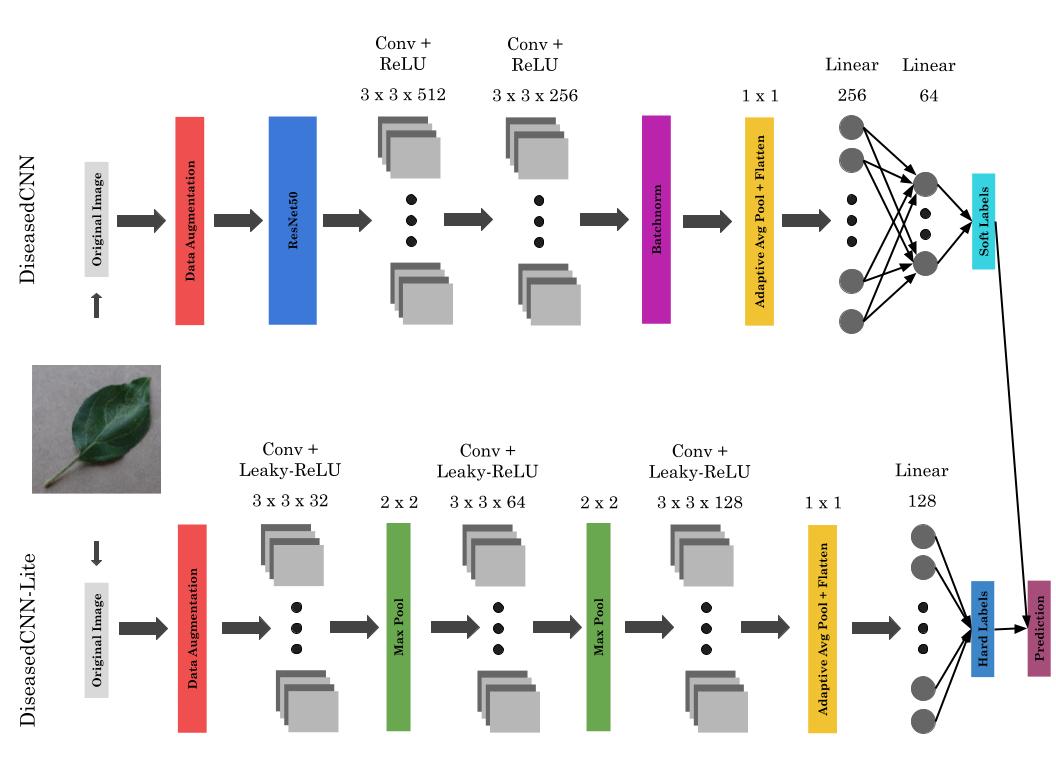 DiseasedCNN
Original Image
Data Augmentation
ResNet50
Conv +
ReLU
3 x 3 x 512
Conv +
ReLU
3 x 3 x 256
Batchnorm
1 x 1
Adaptive Avg Pool + Flatten
Linear
256
Linear
64
Soft Labels
DiseasedCNN-Lite
Original Image
Data Augmentation
Conv +
Leaky-ReLU
3 x 3 x 32
2 x 2
Max Pool
Conv +
Leaky-ReLU
3 x 3 x 64
2 x 2
Max Pool
Conv +
Leaky-ReLU
3 x 3 x 128
1 x 1
Adaptive Avg Pool + Flatten
Linear
128
Hard Labels
Prediction